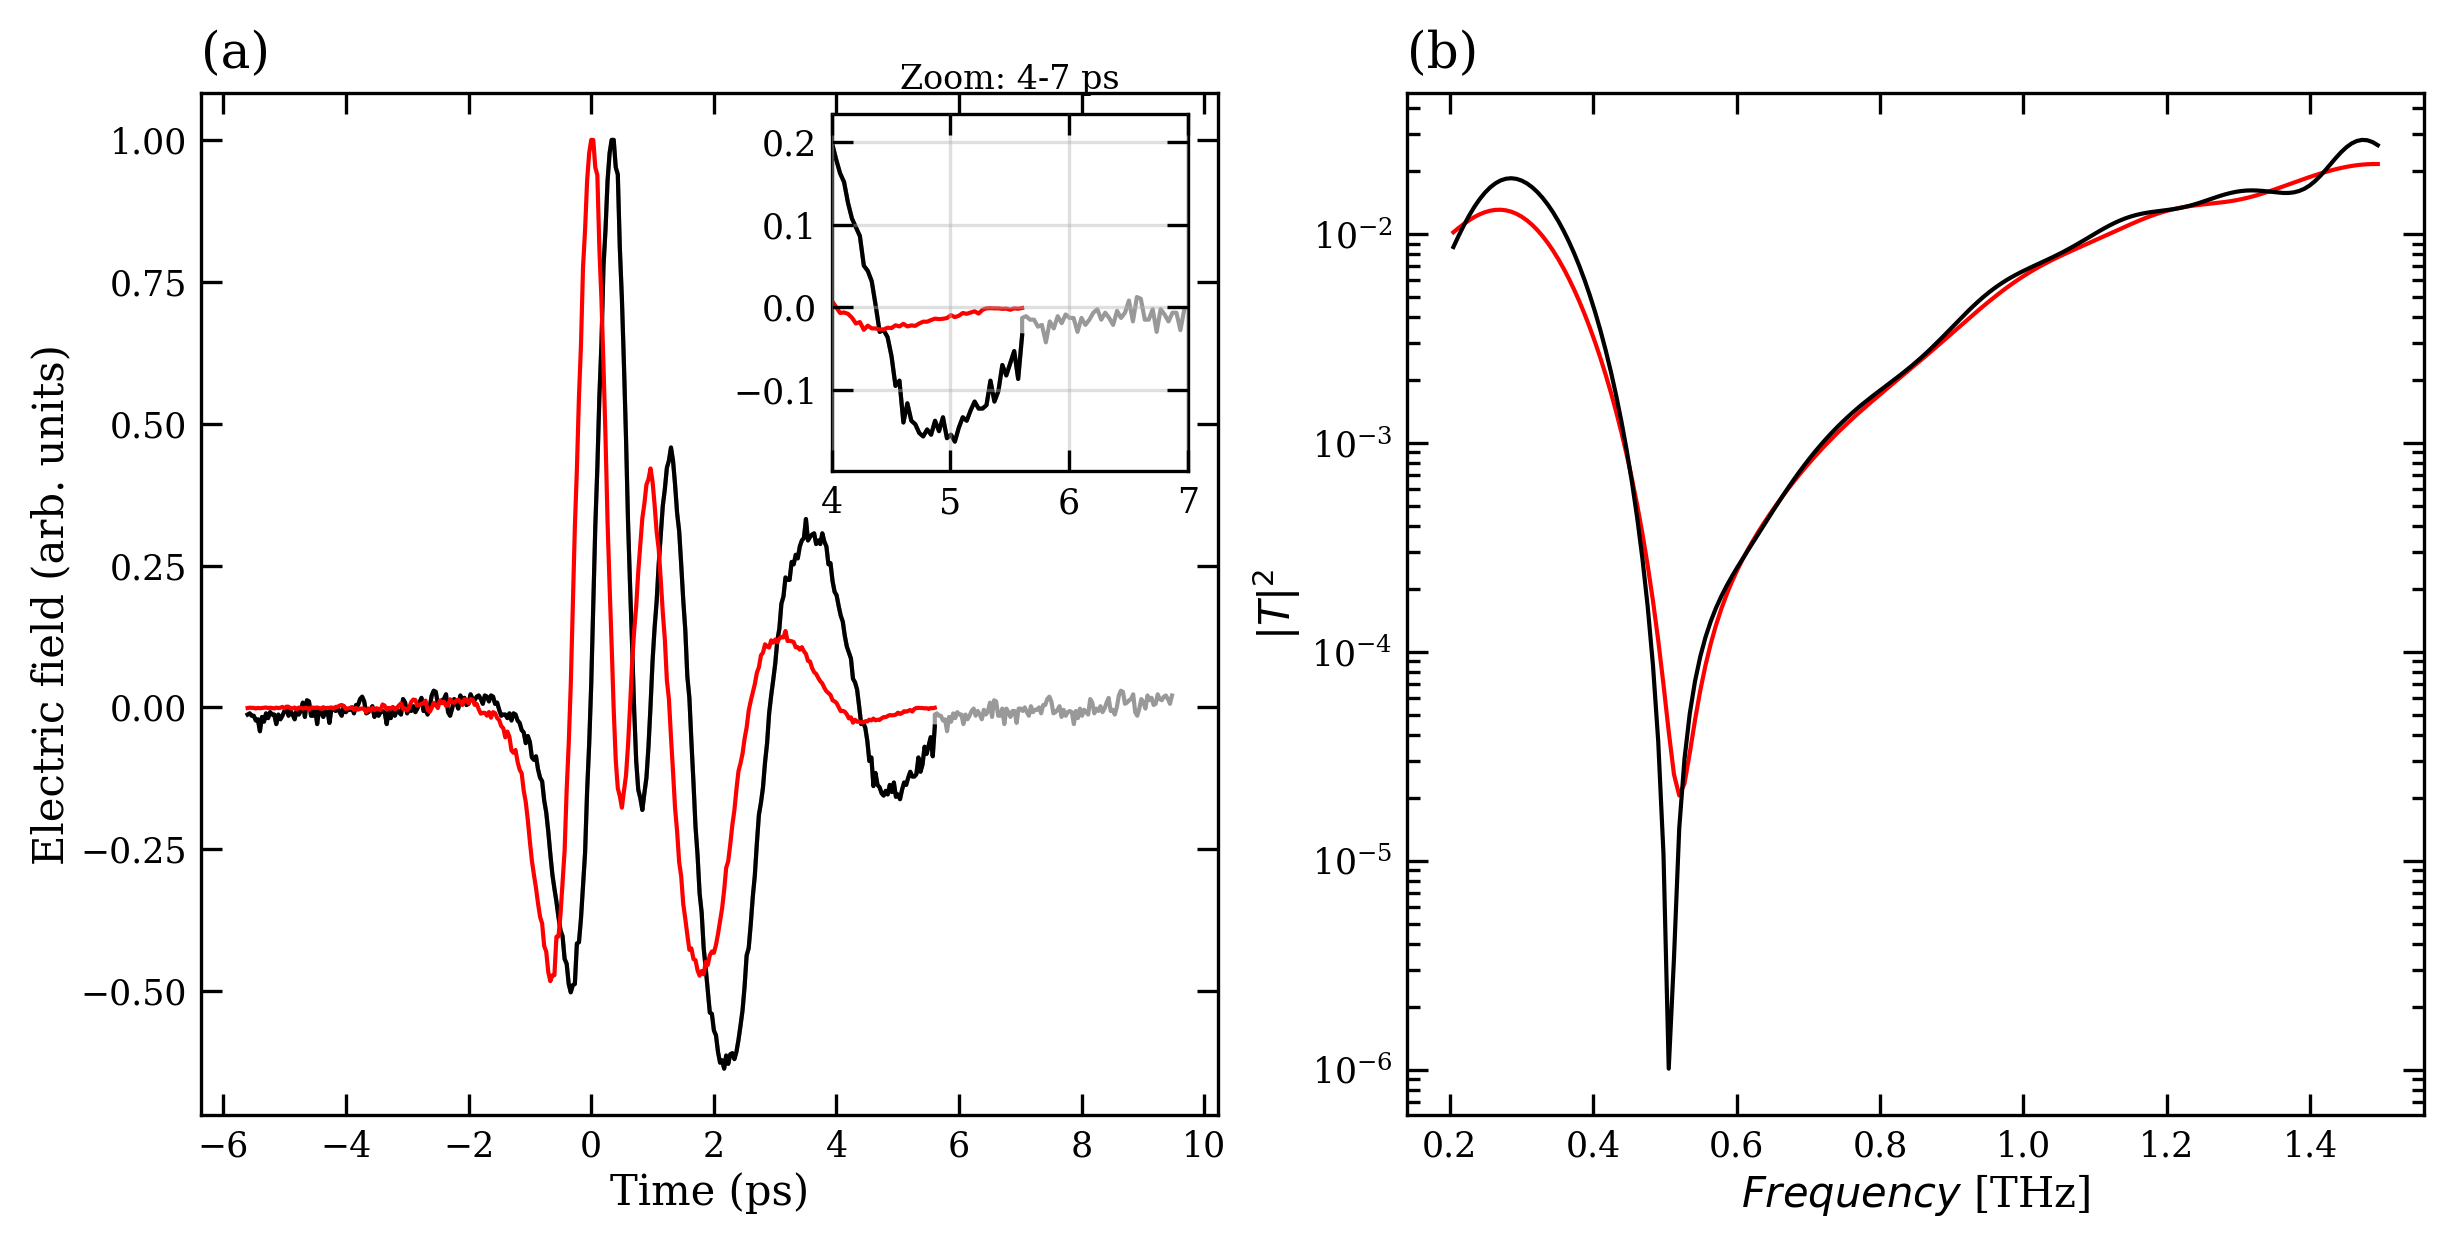 (a)
Zoom: 4-7 ps
Electric field (arb. units)
1.00
0.75
0.50
0.25
0.00
−0.25
−0.50
0.2
0.1
0.0
−0.1
4 5 6 7
−6 −4 −2 0 2 4 6 8 10
Time (ps)
(b)
|T|²
10⁻²
10⁻³
10⁻⁴
10⁻⁵
10⁻⁶
0.2 0.4 0.6 0.8 1.0 1.2 1.4
Frequency [THz]